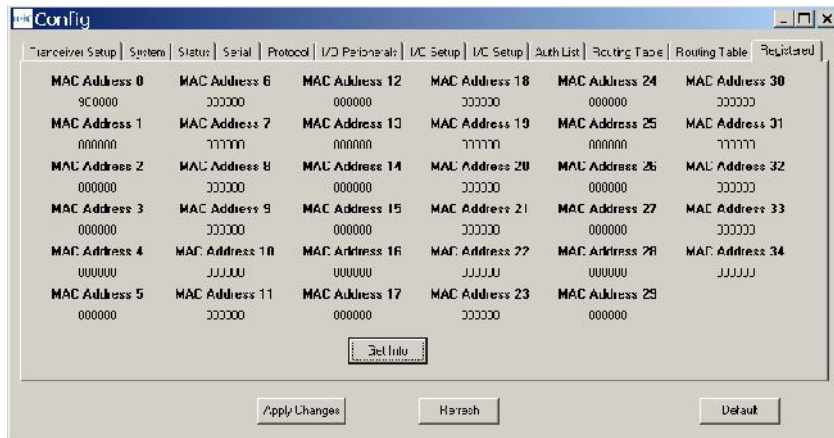 Config
Tranceiver Setup System Status Serial Protocol I/O Peripherals I/O Setup I/O Setup Auth List Routing Table Routing Table Registered
MAC Address 0 MAC Address 6 MAC Address 12 MAC Address 18 MAC Address 24 MAC Address 30
000000 000000 000000 000000 000000
MAC Address 1 MAC Address 7 MAC Address 13 MAC Address 19 MAC Address 25 MAC Address 31
000000 000000 000000 000000 000000 000000
MAC Address 2 MAC Address 8 MAC Address 14 MAC Address 20 MAC Address 26 MAC Address 32
000000 000000 000000 000000 000000 000000
MAC Address 3 MAC Address 9 MAC Address 15 MAC Address 21 MAC Address 27 MAC Address 33
000000 000000 000000 000000 000000 000000
MAC Address 4 MAC Address 10 MAC Address 16 MAC Address 22 MAC Address 28 MAC Address 34
000000 000000 000000 000000 000000 000000
MAC Address 5 MAC Address 11 MAC Address 17 MAC Address 23 MAC Address 29
000000 000000 000000 000000 000000
Get Info
Apply Changes Refresh Default